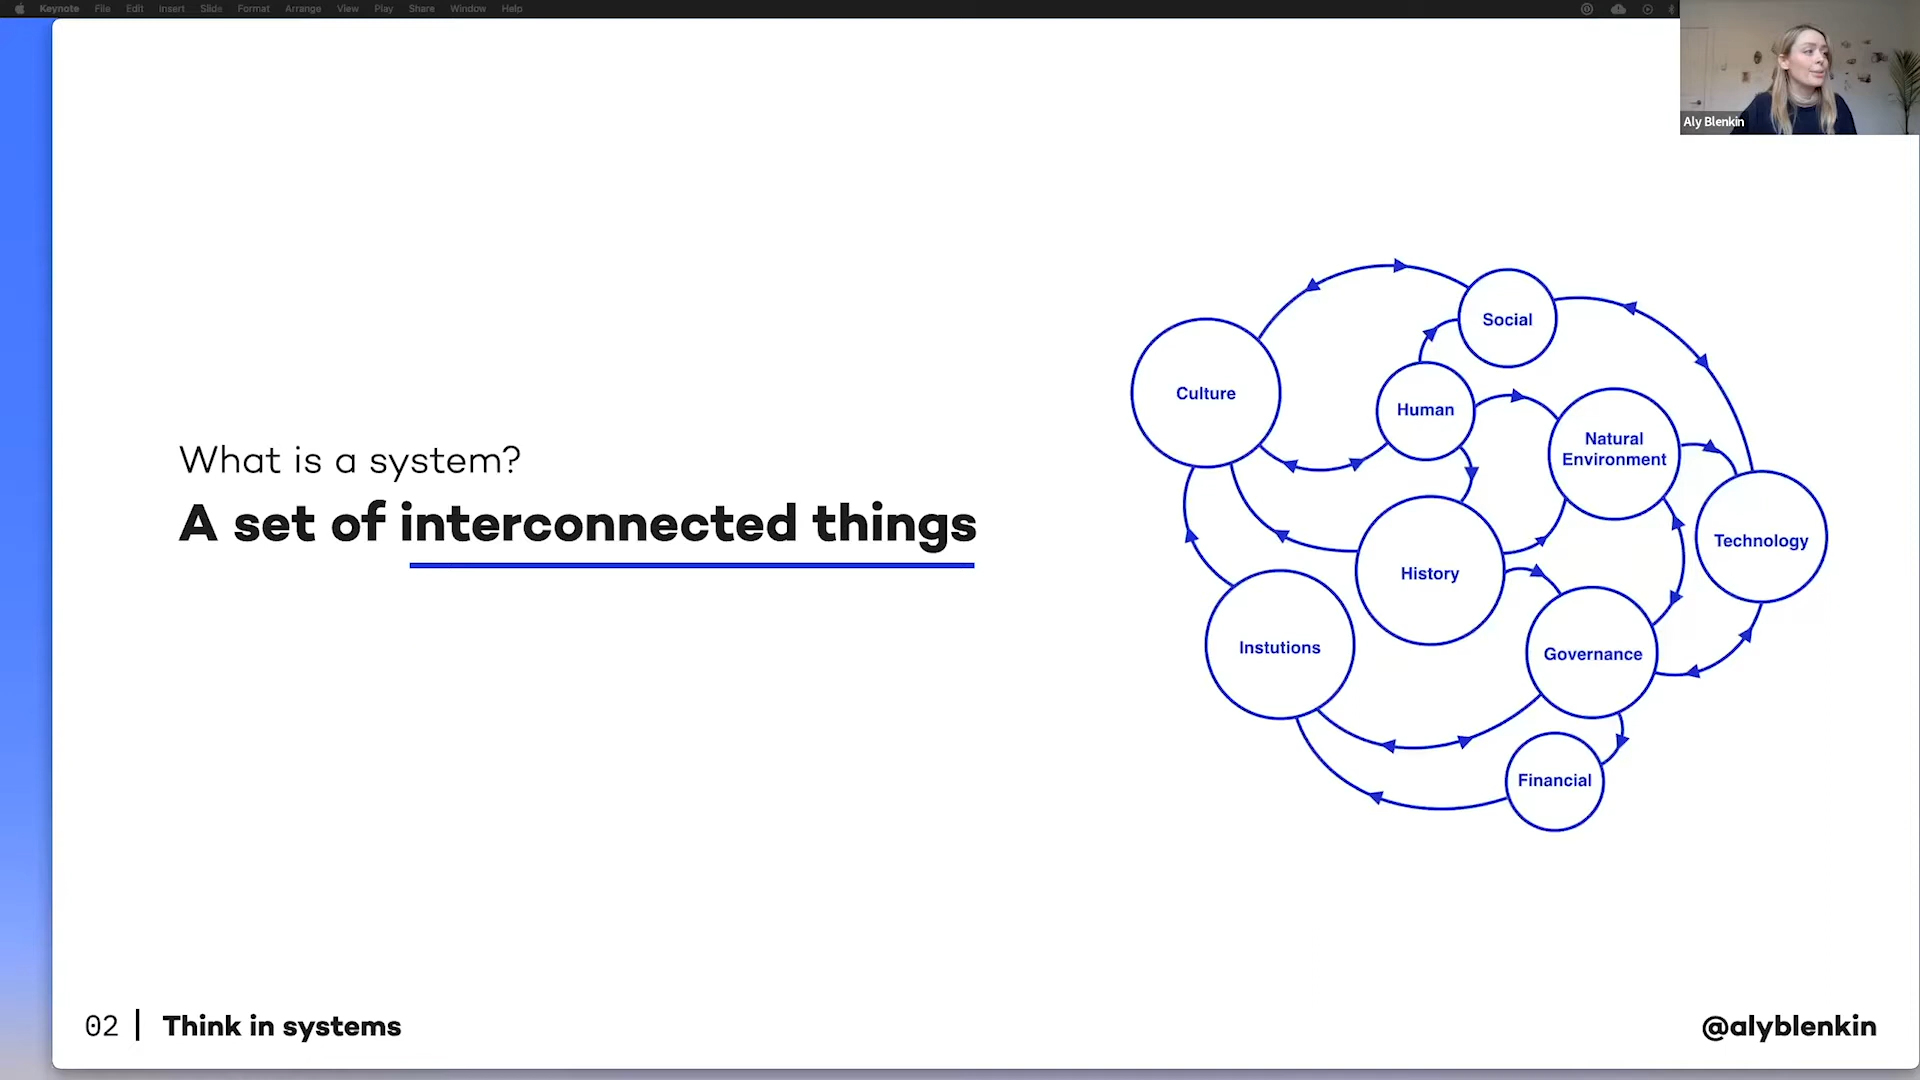 Keynote File Edit Insert Slide Format Arrange View Play Share Window Help
Aly Blenkin
What is a system?
A set of interconnected things
Social
Culture
Human
Natural
Environment
Technology
History
Instutions
Governance
Financial
02 | Think in systems
@alyblenkin